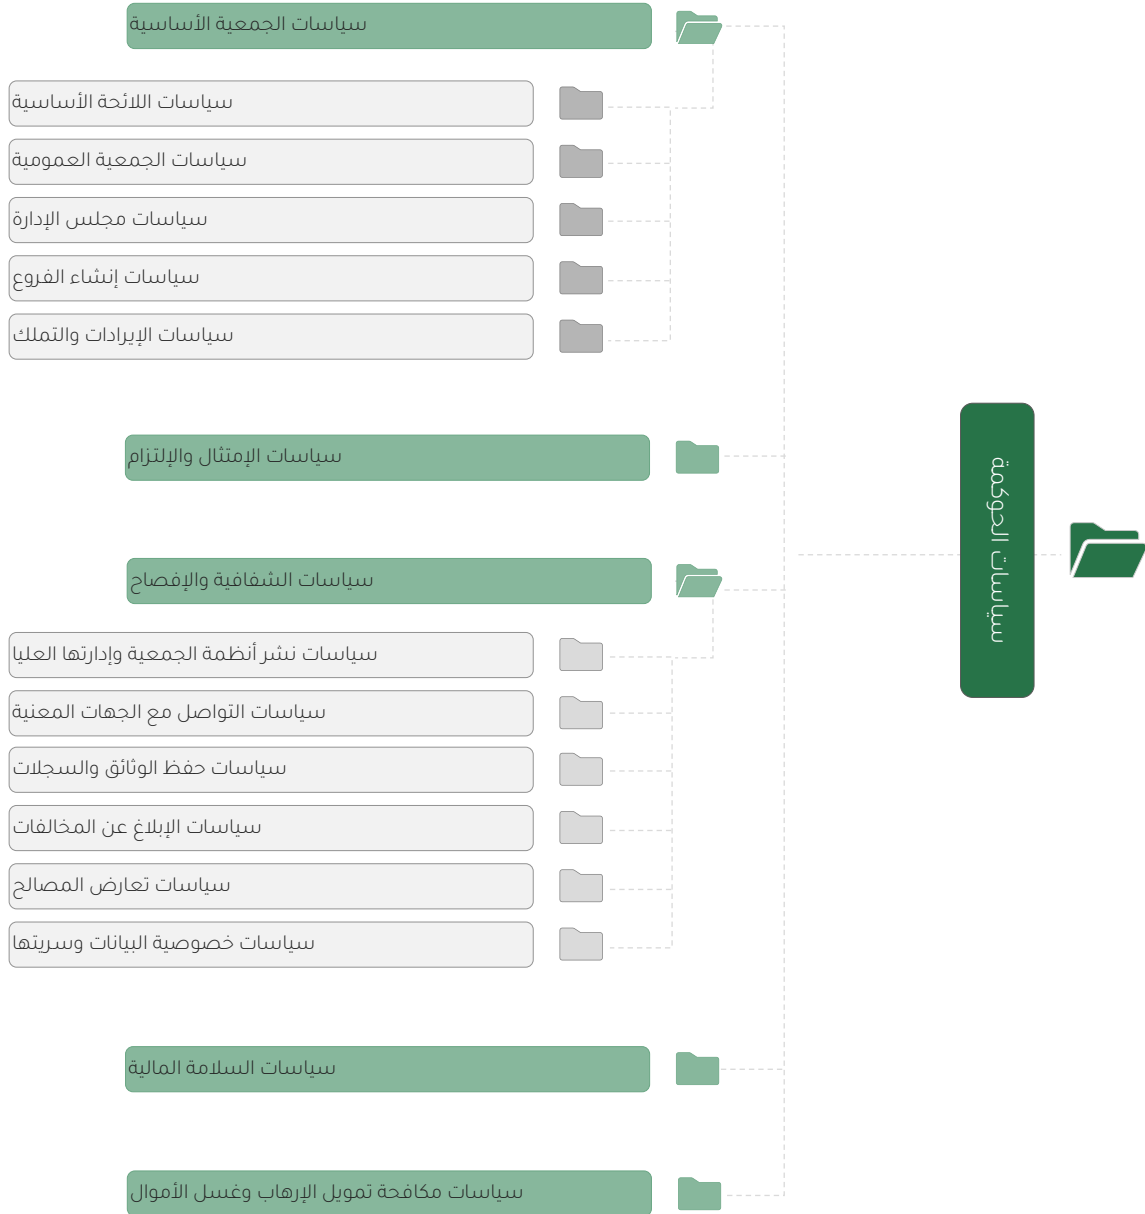 سياسات الحوكمة
سياسات الجمعية الأساسية
سياسات اللائحة الأساسية
سياسات الجمعية العمومية
سياسات مجلس الإدارة
سياسات إنشاء الفروع
سياسات الإيرادات والتملك
سياسات الإمتثال والإلتزام
سياسات الشفافية والإفصاح
سياسات نشر أنظمة الجمعية وإدارتها العليا
سياسات التواصل مع الجهات المعنية
سياسات حفظ الوثائق والسجلات
سياسات الإبلاغ عن المخالفات
سياسات تعارض المصالح
سياسات خصوصية البيانات وسريتها
سياسات السلامة المالية
سياسات مكافحة تمويل الإرهاب وغسل الأموال